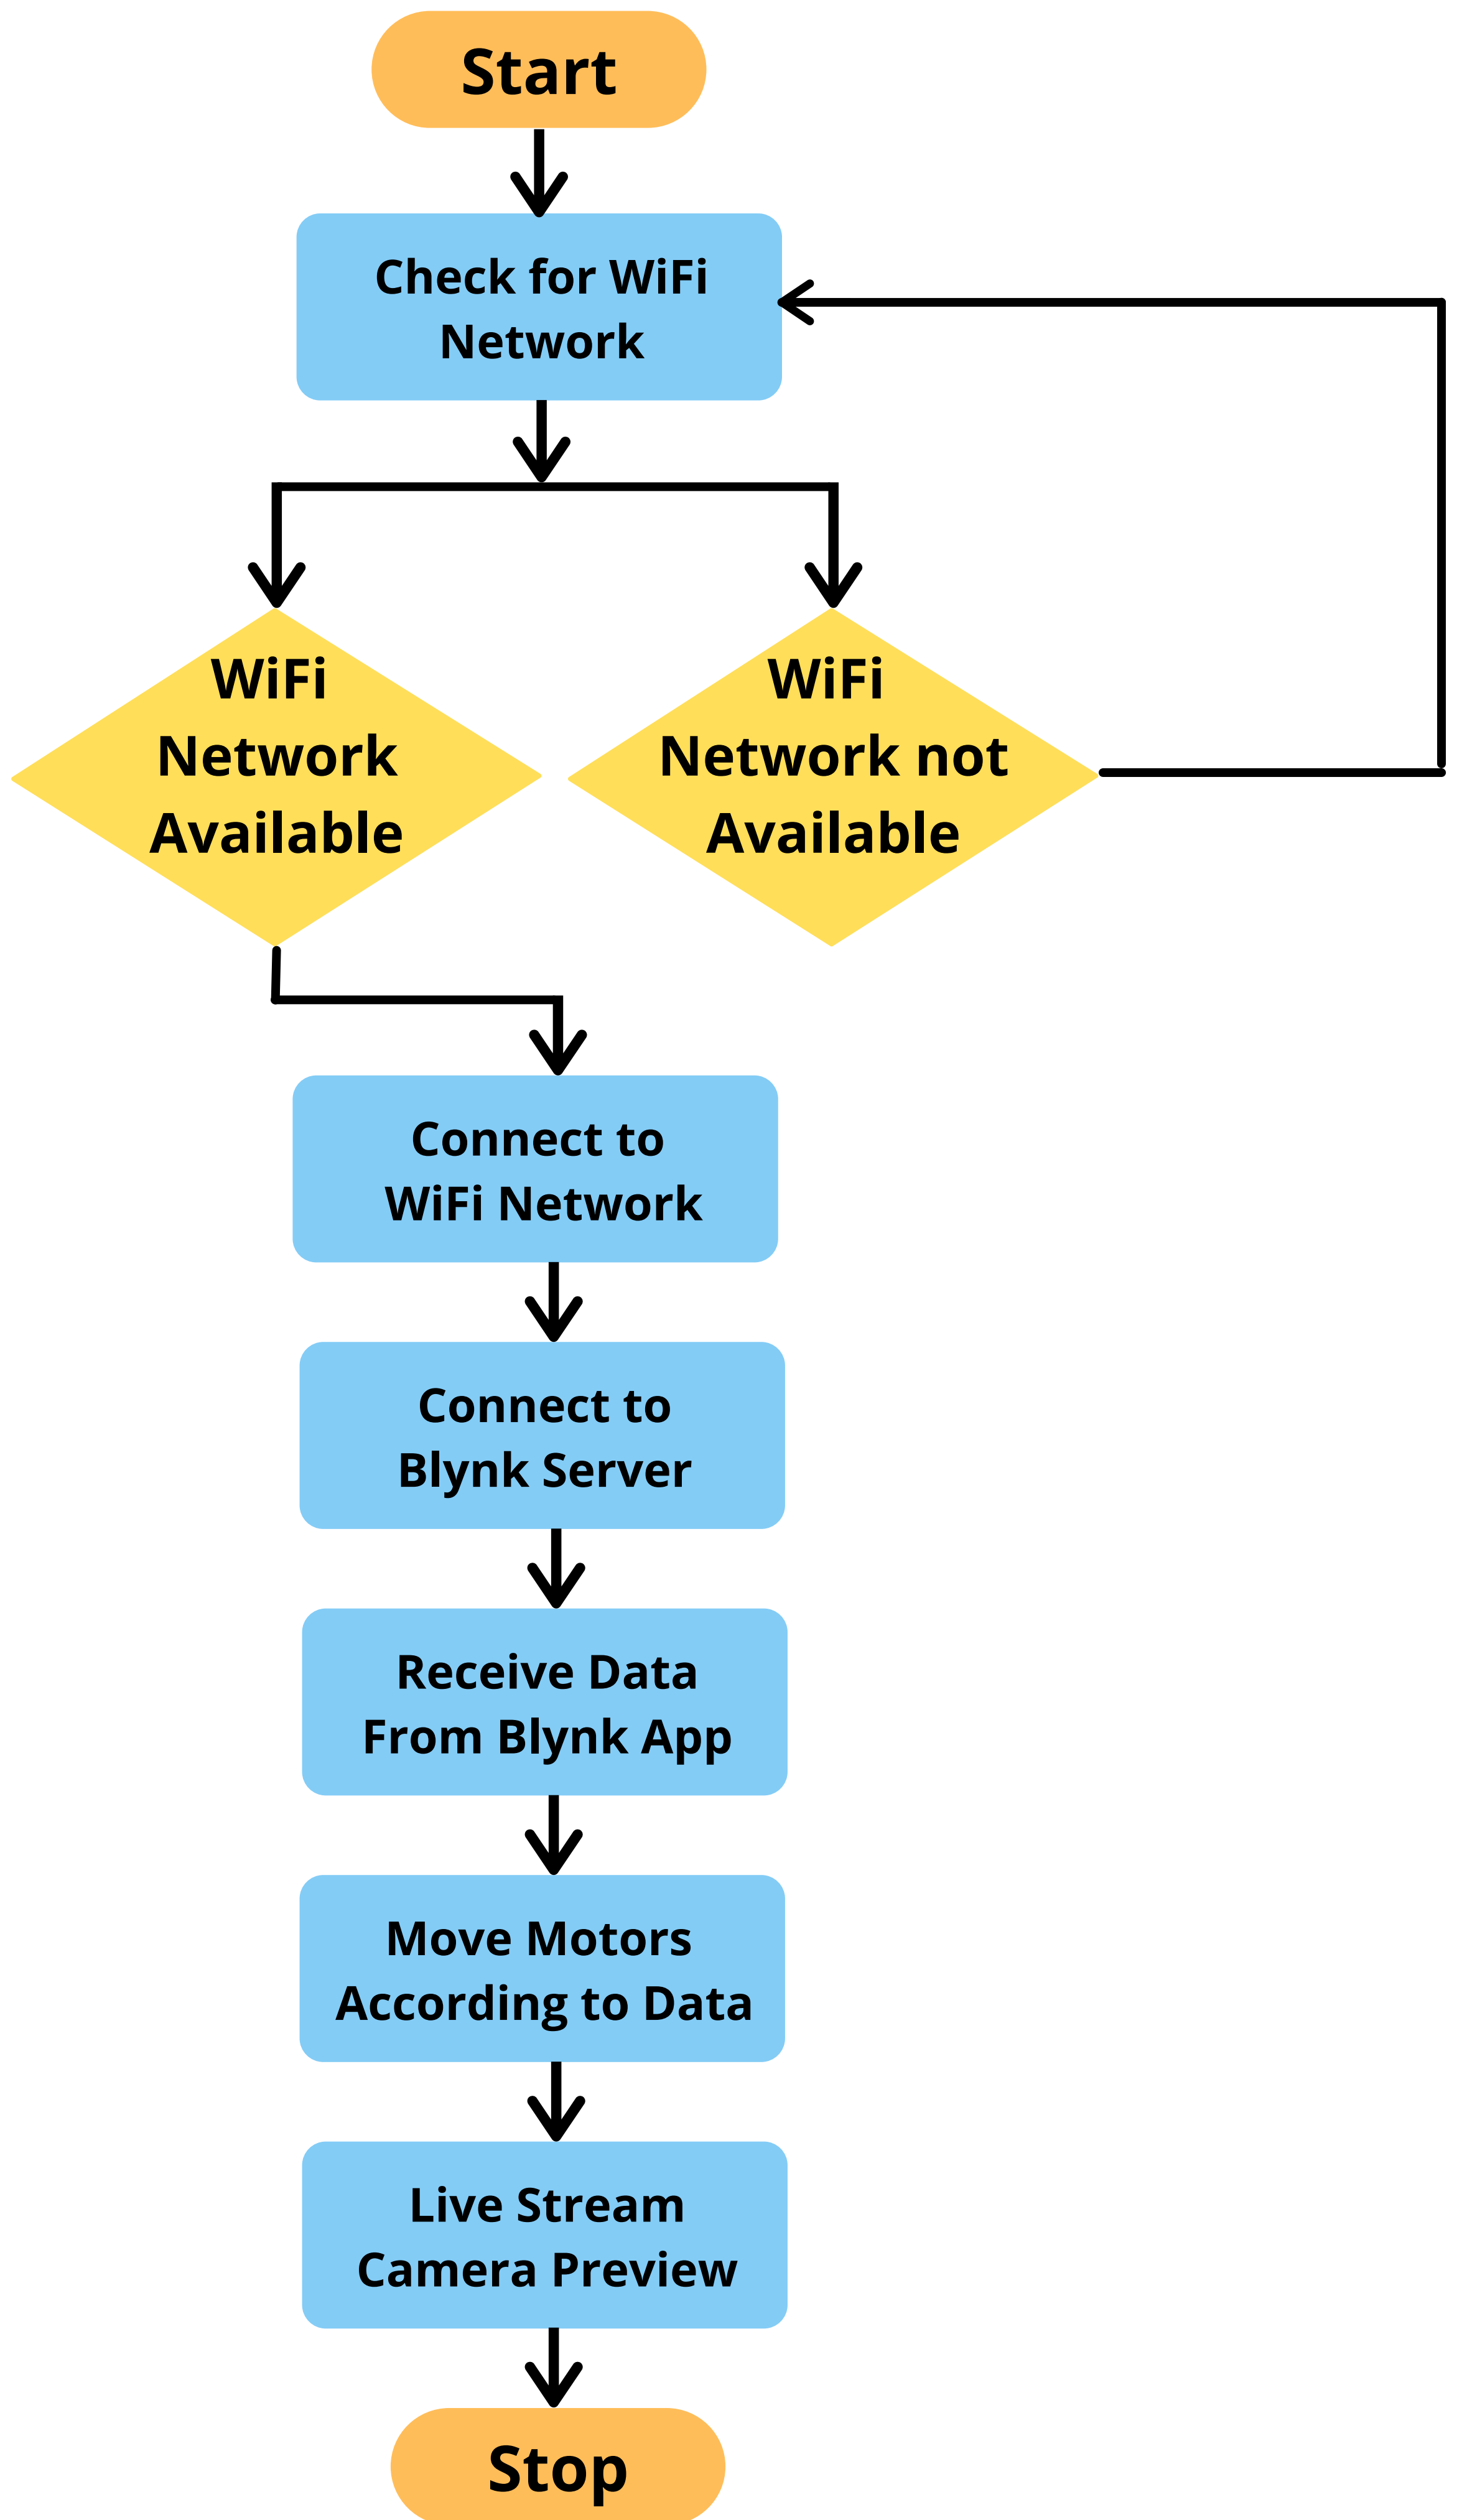 Start
Check for WiFi
Network
WiFi
Network
Available
WiFi
Network not
Available
Connect to
WiFi Network
Connect to
Blynk Server
Receive Data
From Blynk App
Move Motors
According to Data
Live Stream
Camera Preview
Stop